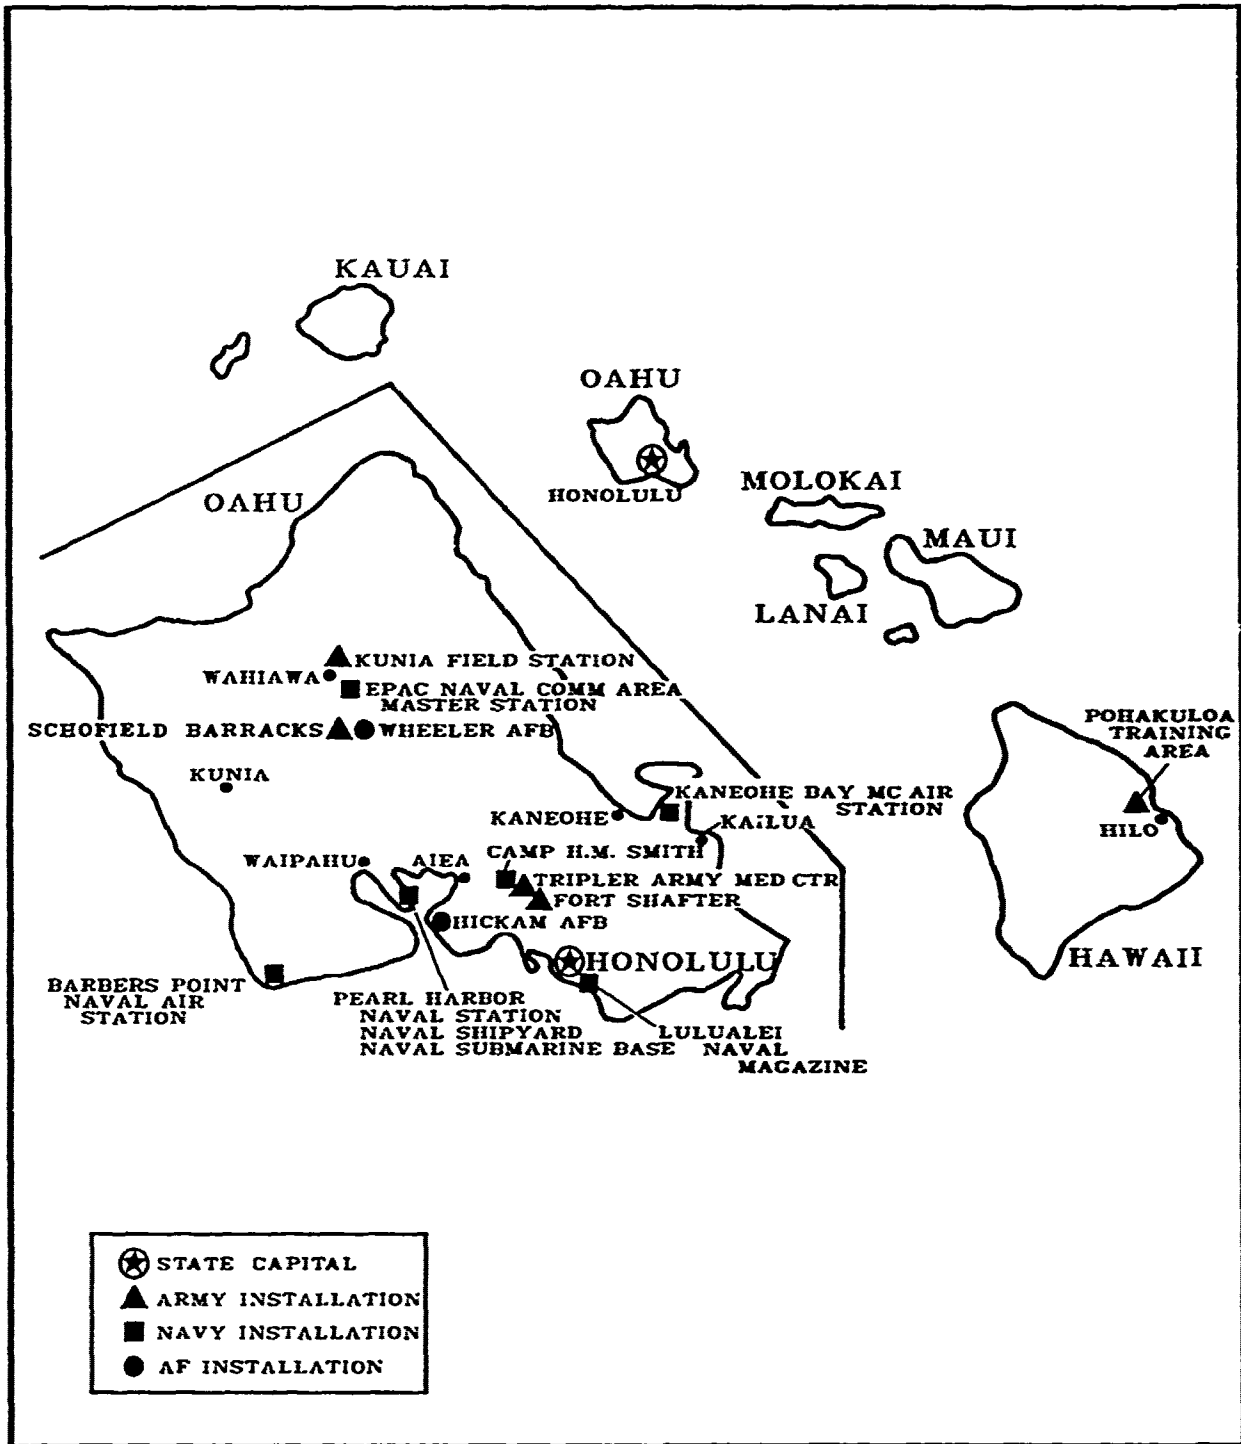 KAUAI
OAHU
HONOLULU
MOLOKAI
MAUI
LANAI
OAHU
KUNIA FIELD STATION
WAHIAWA
EPAC NAVAL COMM AREA
MASTER STATION
SCHOFIELD BARRACKS
WHEELER AFB
POHAKULOA
TRAINING
AREA
KUNIA
KANEOHE BAY MC AIR
STATION
KANEOHE
KAILUA
HILO
WAIPAHU
AIEA
CAMP H.M. SMITH
TRIPLER ARMY MED CTR
FORT SHAFTER
HICKAM AFB
HONOLULU
HAWAII
BARBERS POINT
NAVAL AIR
STATION
PEARL HARBOR
NAVAL STATION
NAVAL SHIPYARD
NAVAL SUBMARINE BASE
LULUALEI
NAVAL
MAGAZINE
STATE CAPITAL
ARMY INSTALLATION
NAVY INSTALLATION
AF INSTALLATION